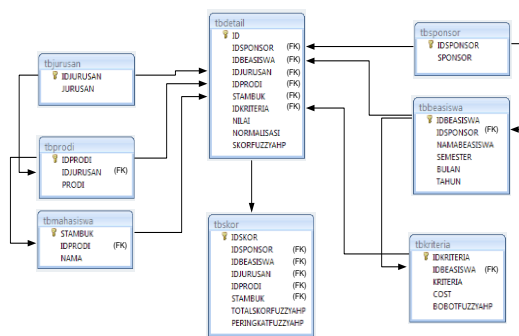 tbjurusan
IDJURUSAN
JURUSAN
tbprodi
IDPRODI
IDJURUSAN (FK)
PRODI
tbmahasiswa
STAMBUK
IDPRODI (FK)
NAMA
tbdetail
ID
IDSPONSOR (FK)
IDBEASISWA (FK)
IDJURUSAN (FK)
IDPRODI (FK)
STAMBUK (FK)
IDKRITERIA (FK)
NILAI
NORMALISASI
SKORFUZZYAHP
tbskor
IDSKOR
IDSPONSOR (FK)
IDBEASISWA (FK)
IDJURUSAN (FK)
IDPRODI (FK)
STAMBUK (FK)
TOTALSKORFUZZYAHP
PERINGKATFUZZYAHP
tbsponsor
IDSPONSOR
SPONSOR
tbbeasiswa
IDBEASISWA
IDSPONSOR (FK)
NAMABEASISWA
SEMESTER
BULAN
TAHUN
tbkriteria
IDKRITERIA
IDBEASISWA (FK)
KRITERIA
COST
BOBOTFUZZYAHP